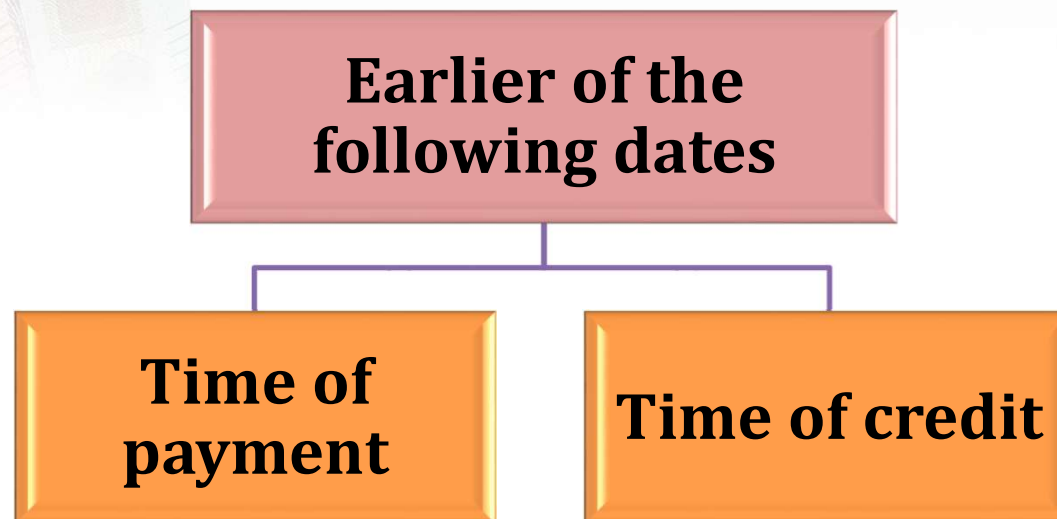 Earlier of the
following dates
Time of
payment
Time of credit